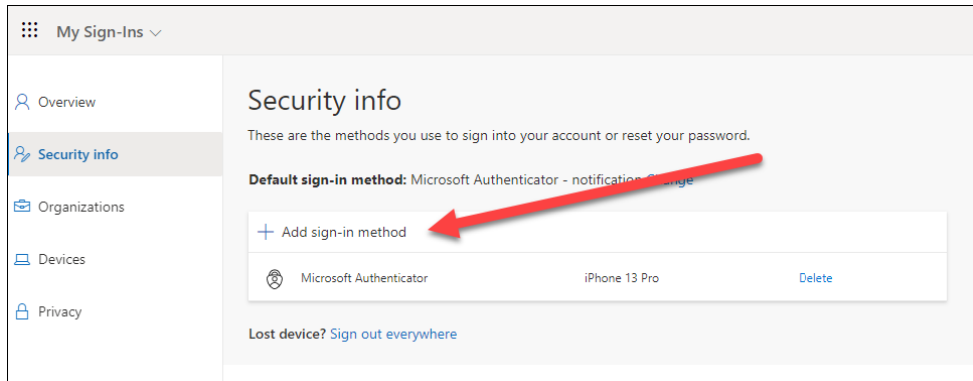 My Sign-Ins
Overview
Security info
Organizations
Devices
Privacy
Security info
These are the methods you use to sign into your account or reset your password.
Default sign-in method: Microsoft Authenticator - notification Change
+ Add sign-in method
Microsoft Authenticator iPhone 13 Pro Delete
Lost device? Sign out everywhere